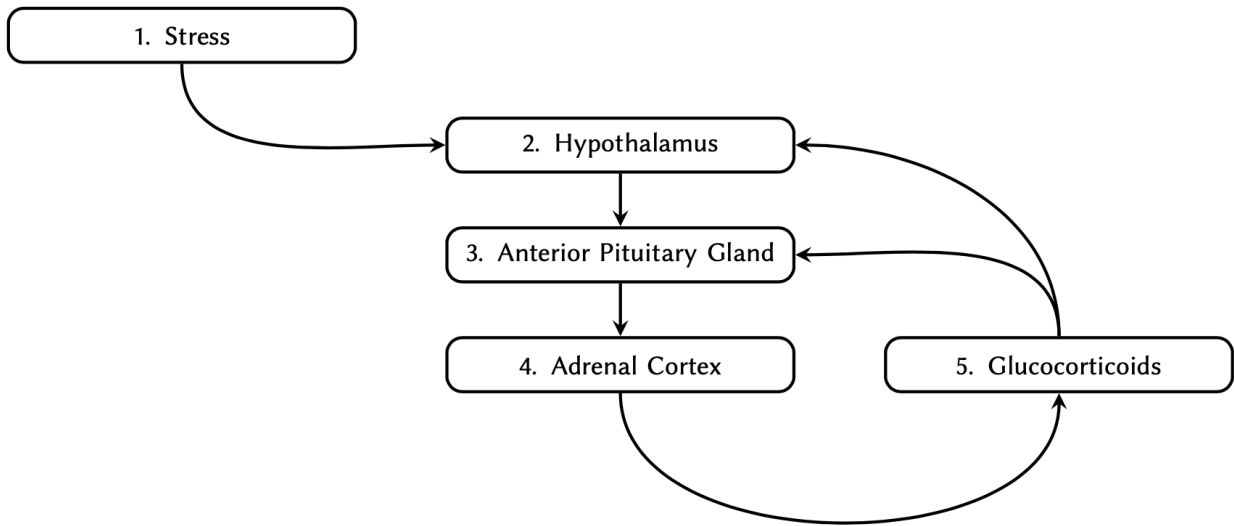 1. Stress
2. Hypothalamus
3. Anterior Pituitary Gland
4. Adrenal Cortex
5. Glucocorticoids